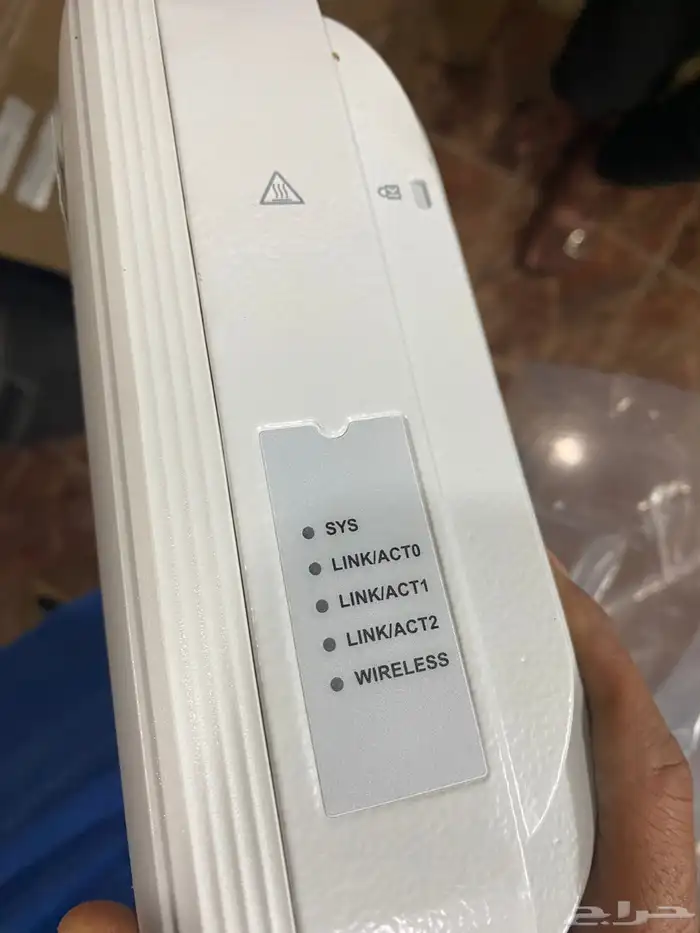 SYS
LINK/ACT0
LINK/ACT1
LINK/ACT2
WIRELESS
حراج